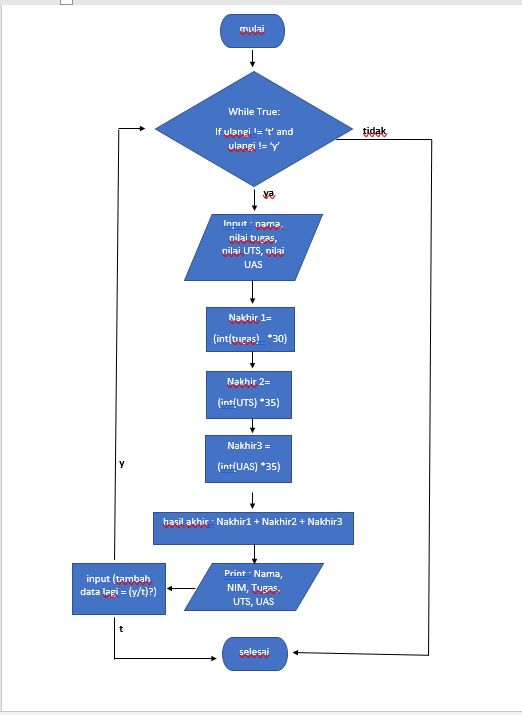 mulai
While True:
If ulangi != 't' and
ulangi != 'y'
tidak
ya
Input : nama,
nilai tugas,
nilai UTS, nilai
UAS
Nakhir 1=
(int(tugas) *30)
Nakhir 2=
(int(UTS) *35)
Nakhir3 =
(int(UAS) *35)
y
hasil akhir : Nakhir1 + Nakhir2 + Nakhir3
input (tambah
data lagi = (y/t)?)
Print : Nama,
NIM, Tugas,
UTS, UAS
t
selesai